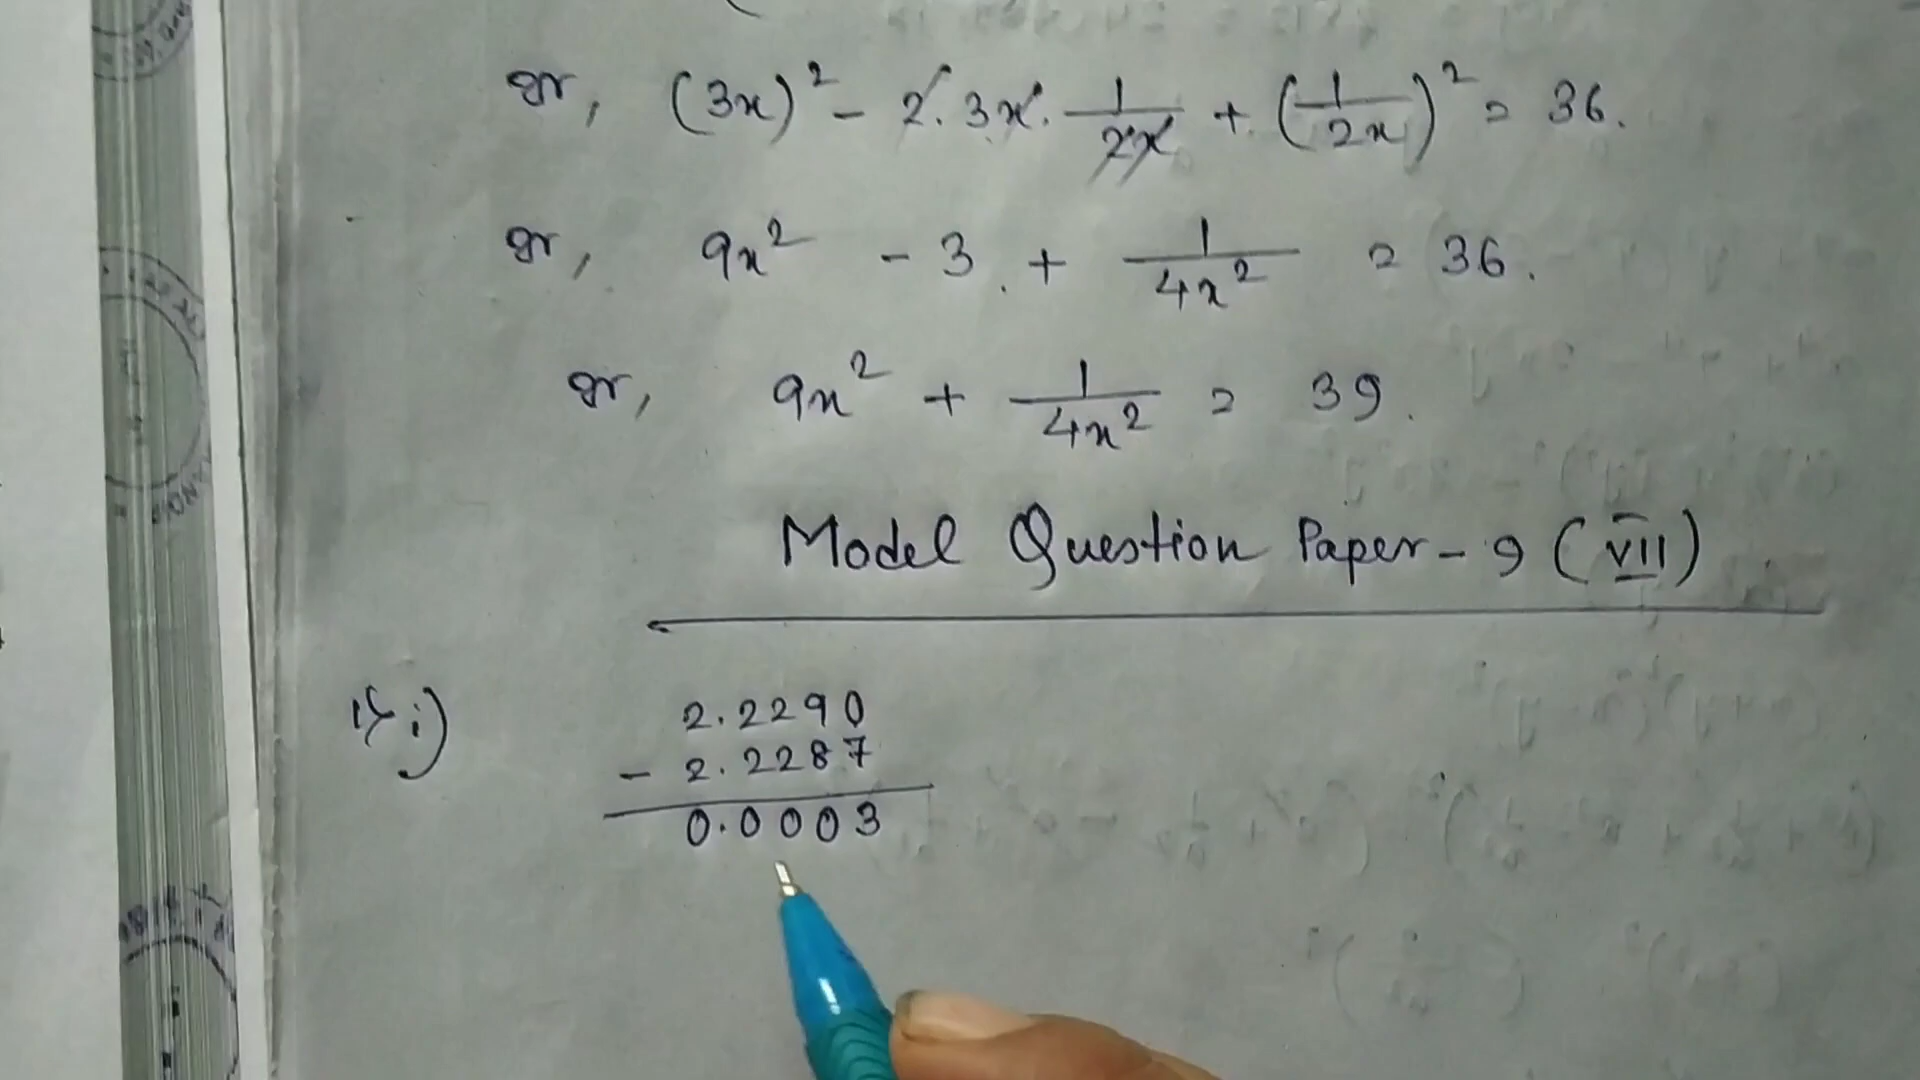 or, (3x)² - 2. 3x. 1/2x + (1/2x)² = 36.
or, 9x² - 3 + 1/4x² = 36.
or, 9x² + 1/4x² = 39.
Model Question Paper - 9 (VII)
1) i) 2.2290
- 2.2287
0.0003